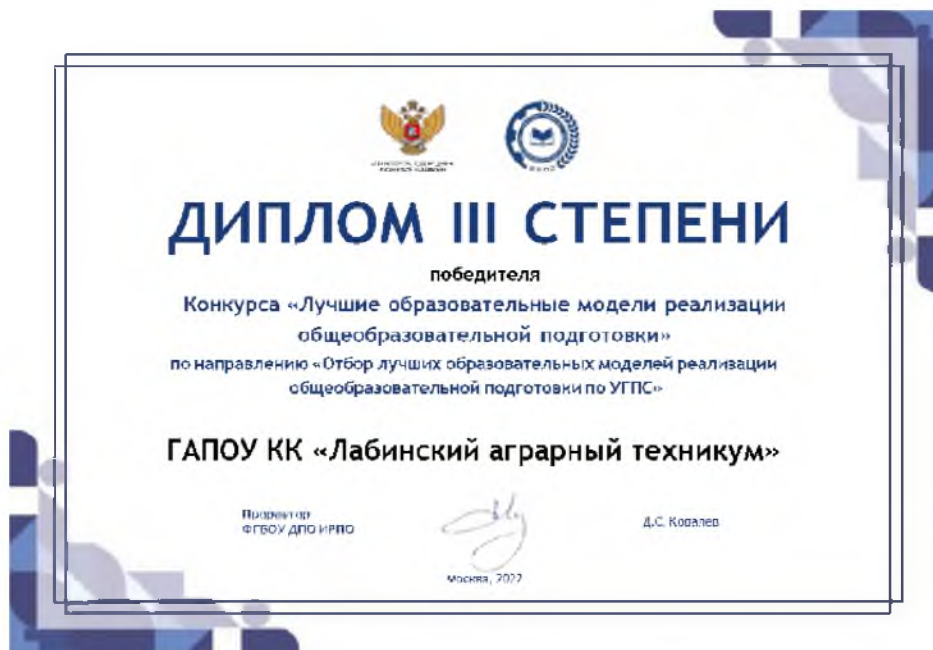 ДИПЛОМ III СТЕПЕНИ
победителя
Конкурса «Лучшие образовательные модели реализации
общеобразовательной подготовки»
по направлению «Отбор лучших образовательных моделей реализации
общеобразовательной подготовки по УГПС»
ГАПОУ КК «Лабинский аграрный техникум»
Проректор
ФГБОУ ДПО ИРПО
Д.С. Ковалев
Москва, 2022